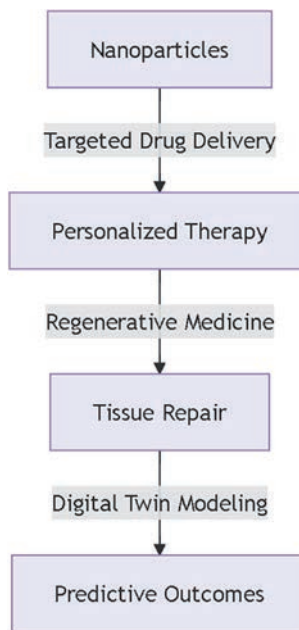 Nanoparticles
Targeted Drug Delivery
Personalized Therapy
Regenerative Medicine
Tissue Repair
Digital Twin Modeling
Predictive Outcomes